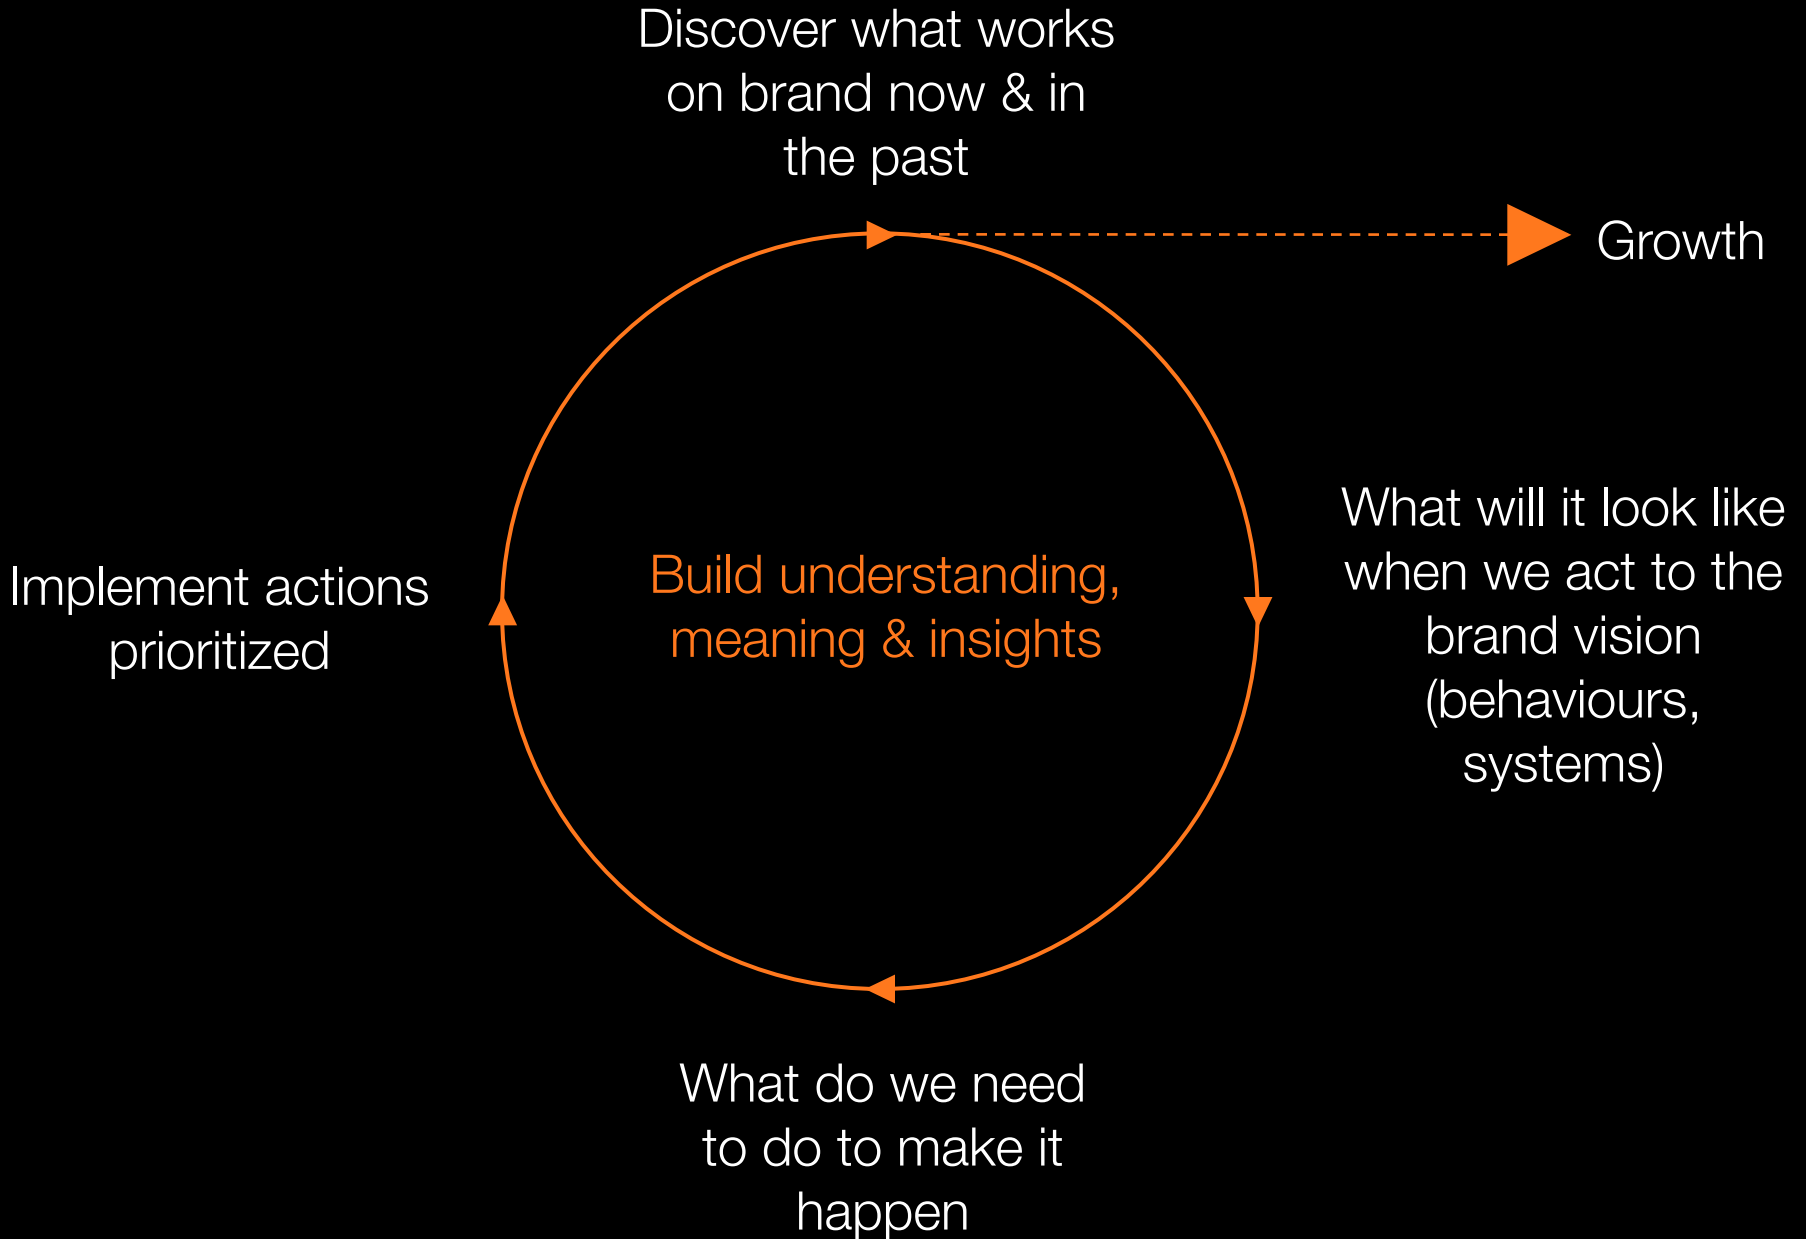 Discover what works
on brand now & in
the past
Growth
What will it look like
when we act to the
brand vision
(behaviours,
systems)
What do we need
to do to make it
happen
Implement actions
prioritized
Build understanding,
meaning & insights